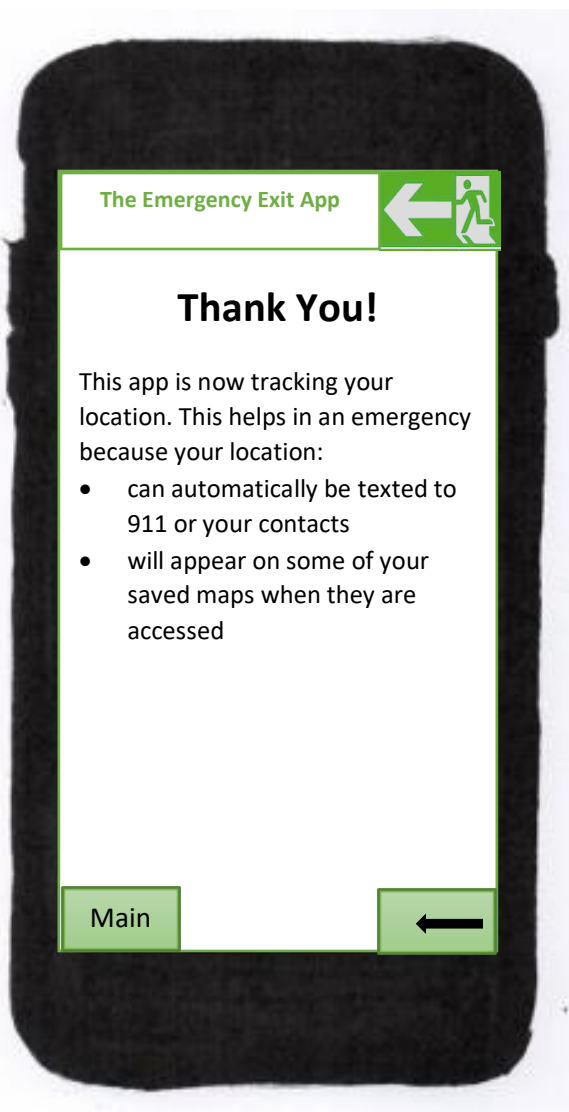 The Emergency Exit App
Thank You!
This app is now tracking your
location. This helps in an emergency
because your location:
• can automatically be texted to
911 or your contacts
• will appear on some of your
saved maps when they are
accessed
Main